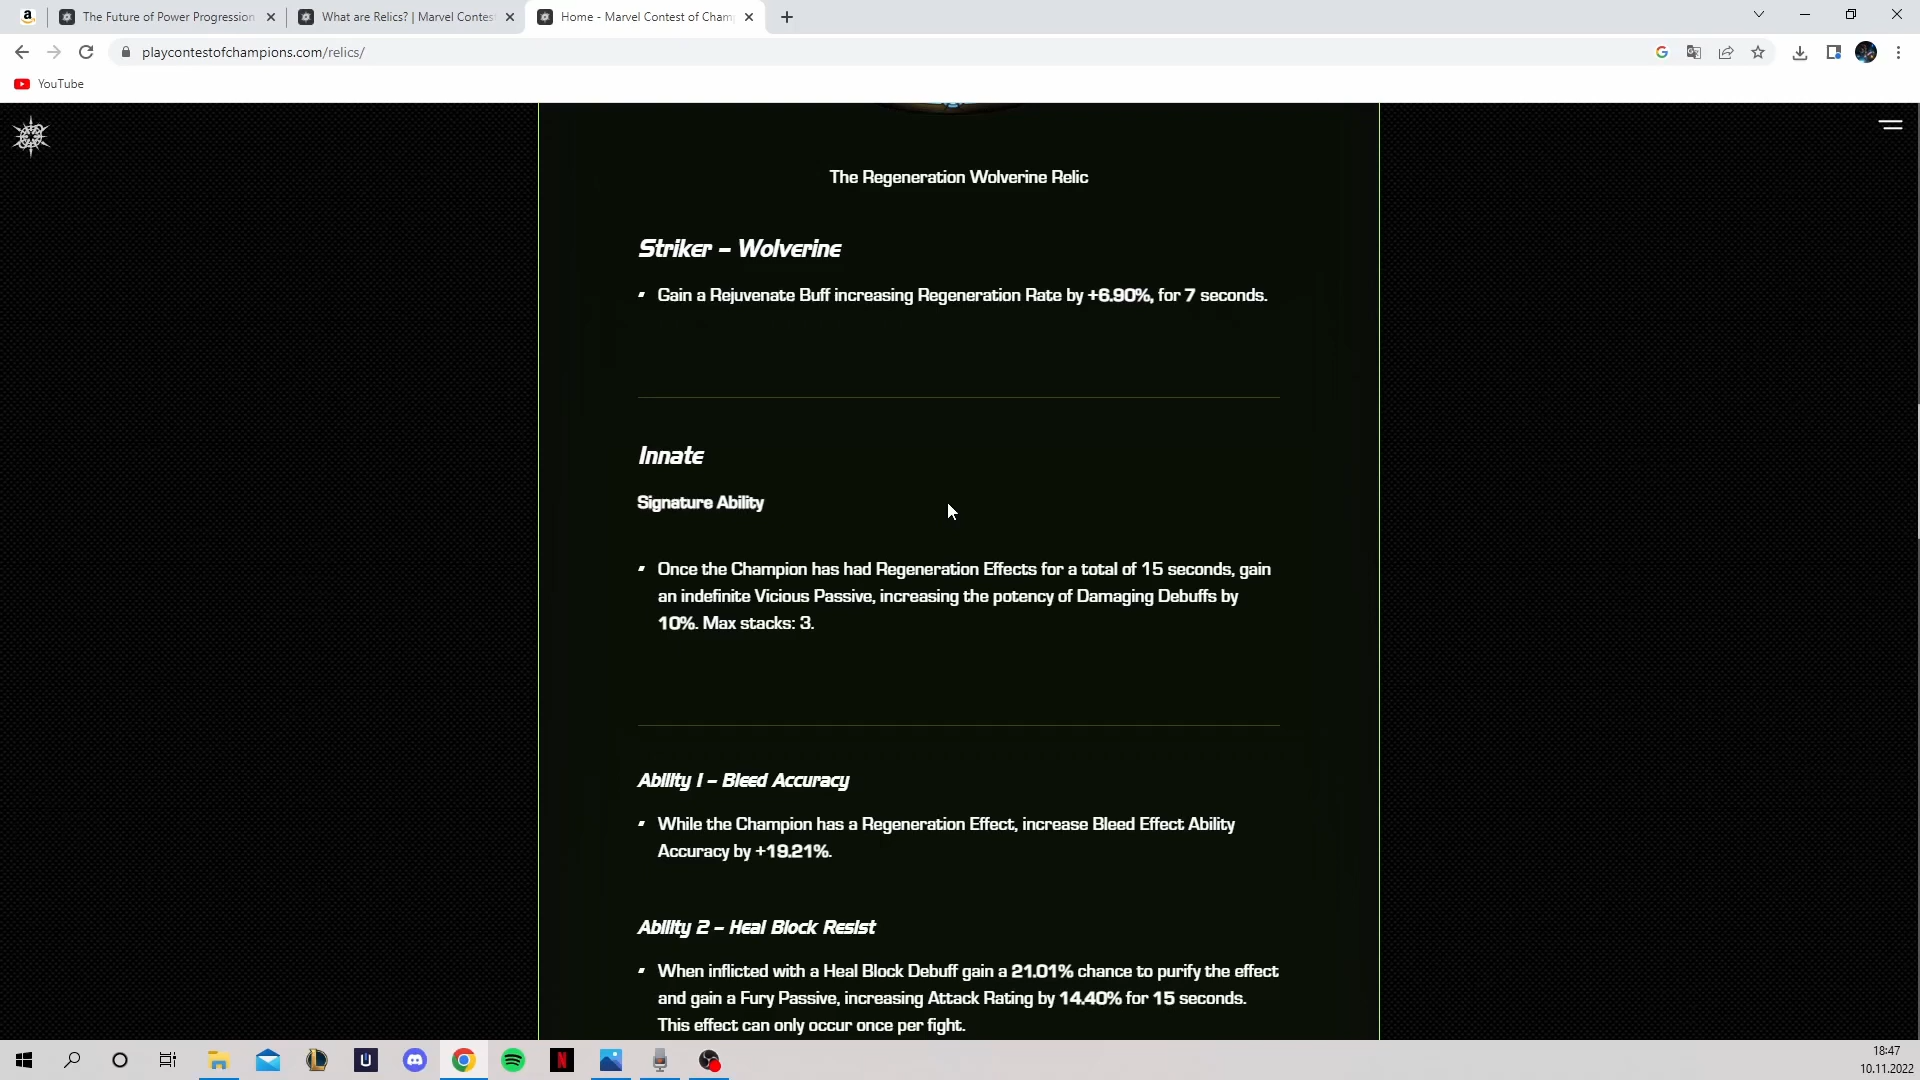 The Future of Power Progression
What are Relics? | Marvel Contes
Home - Marvel Contest of Cham
playcontestofchampions.com/relics/
YouTube
The Regeneration Wolverine Relic
Striker – Wolverine
Gain a Rejuvenate Buff increasing Regeneration Rate by +6.90%, for 7 seconds.
Innate
Signature Ability
Once the Champion has had Regeneration Effects for a total of 15 seconds, gain
an indefinite Vicious Passive, increasing the potency of Damaging Debuffs by
10%. Max stacks: 3.
Ability 1 – Bleed Accuracy
While the Champion has a Regeneration Effect, increase Bleed Effect Ability
Accuracy by +19.21%.
Ability 2 – Heal Block Resist
When inflicted with a Heal Block Debuff gain a 21.01% chance to purify the effect
and gain a Fury Passive, increasing Attack Rating by 14.40% for 15 seconds.
This effect can only occur once per fight.
18:47
10.11.2022